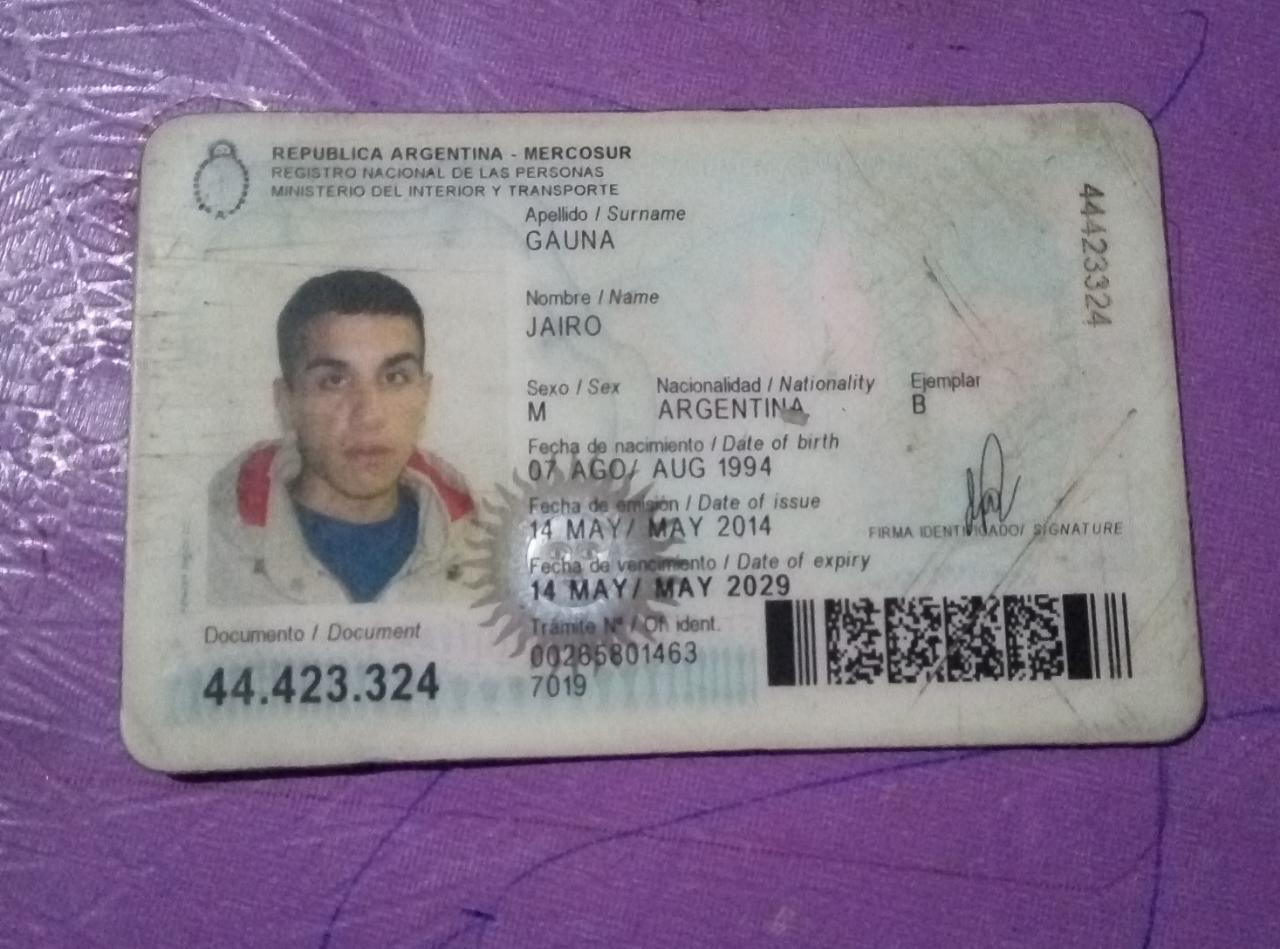 REPUBLICA ARGENTINA - MERCOSUR
REGISTRO NACIONAL DE LAS PERSONAS
MINISTERIO DEL INTERIOR Y TRANSPORTE
Apellido / Surname
GAUNA
Nombre / Name
JAIRO
Sexo / Sex Nacionalidad / Nationality Ejemplar
M ARGENTINA B
Fecha de nacimiento / Date of birth
07 AGO/ AUG 1994
Fecha de emisión / Date of issue
14 MAY/ MAY 2014
FIRMA IDENTIFICADO/ SIGNATURE
Fecha de vencimiento / Date of expiry
14 MAY/ MAY 2029
Documento / Document
44.423.324
Trámite Nº / Of. ident.
00265801463
7019
44423324